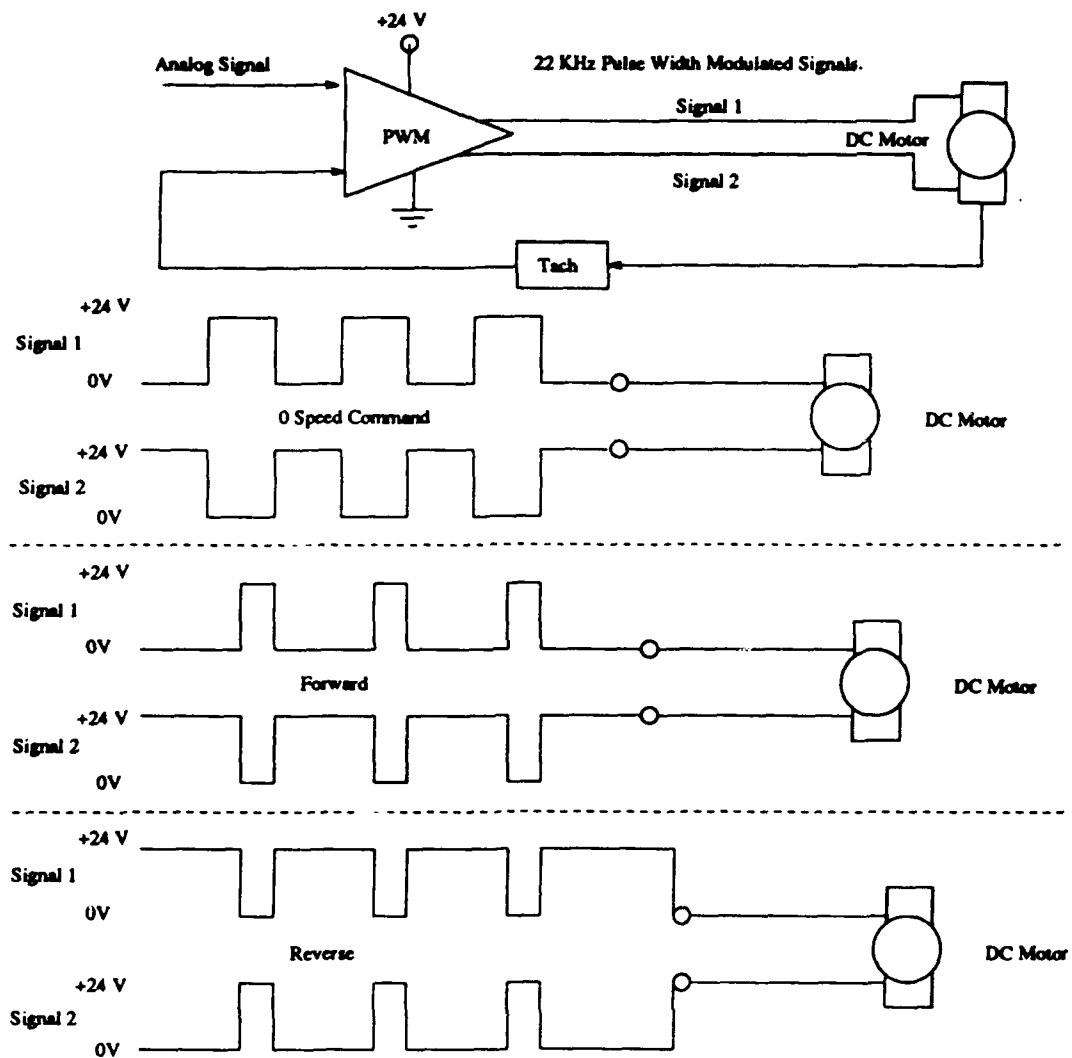 +24 V
Analog Signal
22 KHz Pulse Width Modulated Signals.
Signal 1
PWM
DC Motor
Signal 2
Tach
+24 V
Signal 1
0V
0 Speed Command
DC Motor
+24 V
Signal 2
0V
+24 V
Signal 1
0V
Forward
DC Motor
+24 V
Signal 2
0V
+24 V
Signal 1
0V
Reverse
DC Motor
+24 V
Signal 2
0V